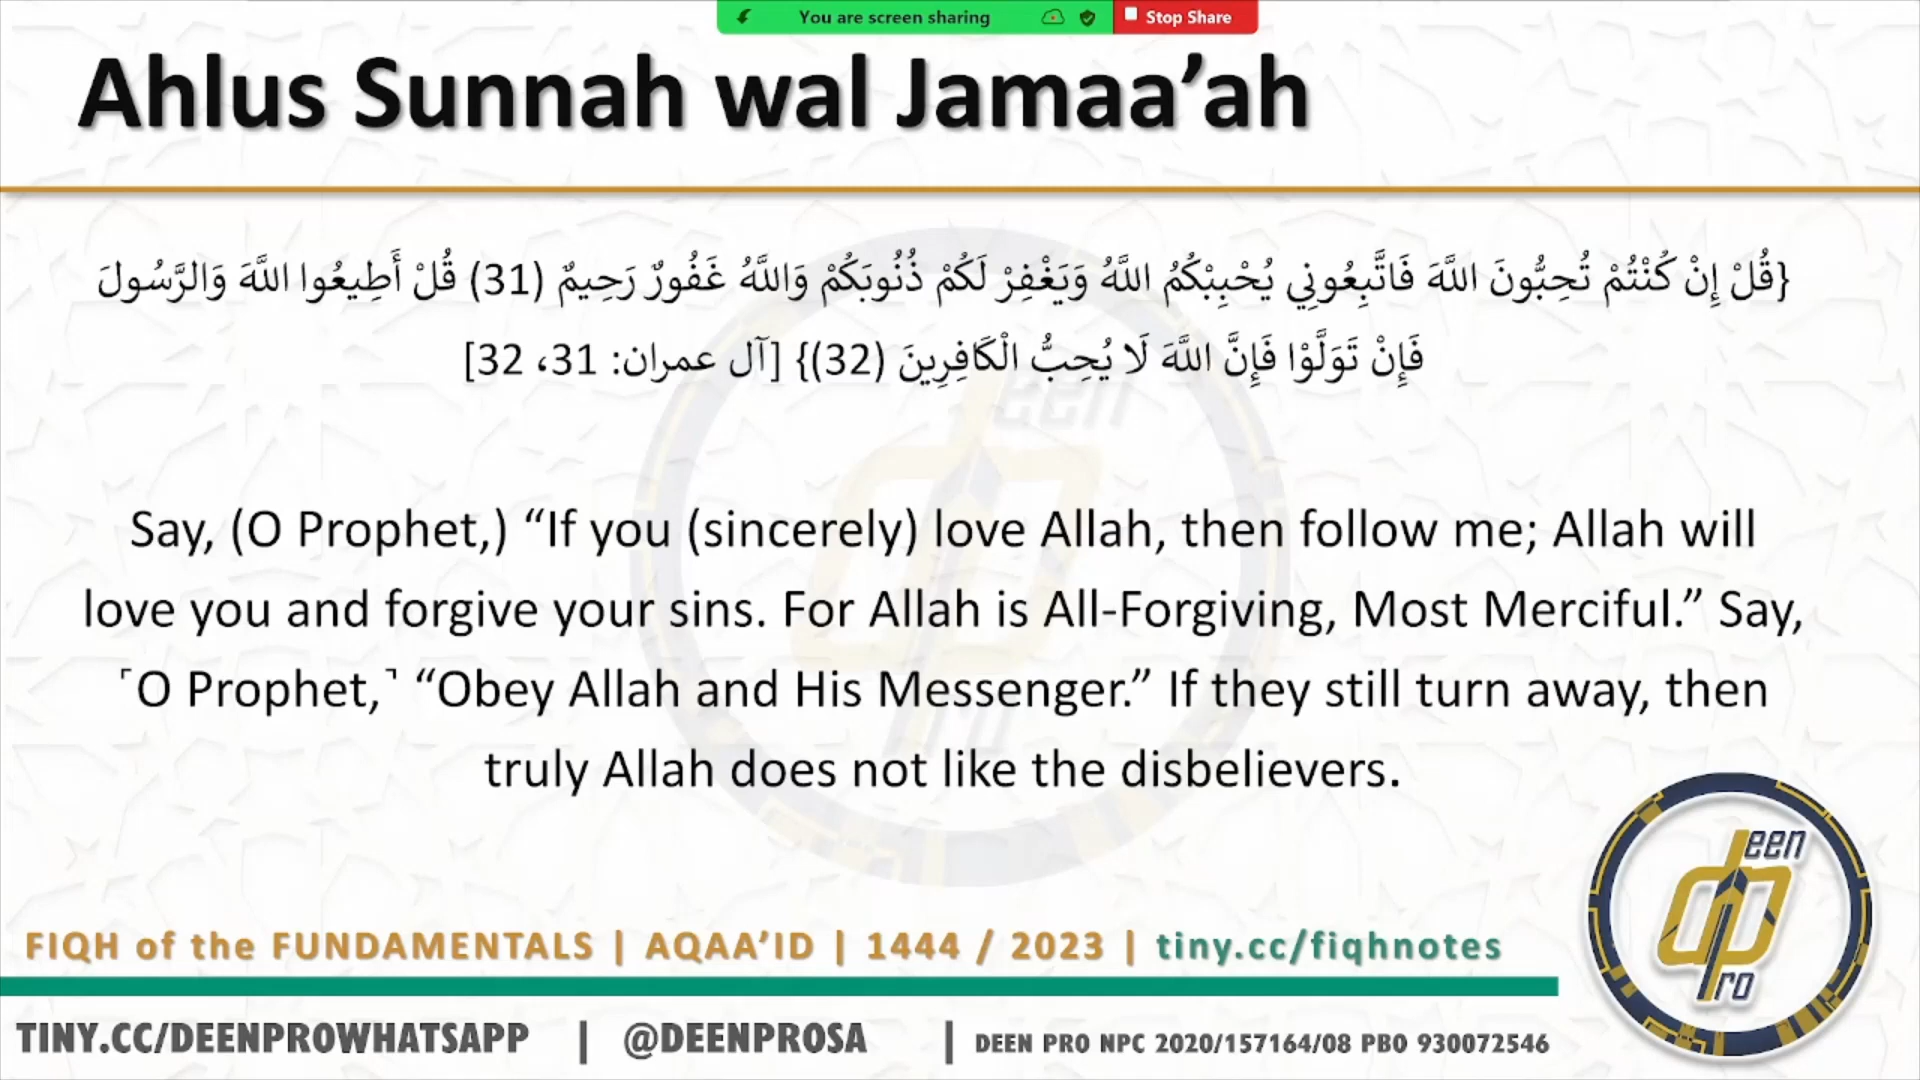 You are screen sharing
Stop Share
Ahlus Sunnah wal Jamaa’ah
{قُلْ إِنْ كُنْتُمْ تُحِبُّونَ اللَّهَ فَاتَّبِعُونِي يُحْبِبْكُمُ اللَّهُ وَيَغْفِرْ لَكُمْ ذُنُوبَكُمْ وَاللَّهُ غَفُورٌ رَحِيمٌ (31) قُلْ أَطِيعُوا اللَّهَ وَالرَّسُولَ
فَإِنْ تَوَلَّوْا فَإِنَّ اللَّهَ لَا يُحِبُّ الْكَافِرِينَ (32)} [آل عمران: 31، 32]
Say, (O Prophet,) “If you (sincerely) love Allah, then follow me; Allah will
love you and forgive your sins. For Allah is All-Forgiving, Most Merciful.” Say,
˹O Prophet,˺ “Obey Allah and His Messenger.” If they still turn away, then
truly Allah does not like the disbelievers.
deen
pro
FIQH of the FUNDAMENTALS | AQAA’ID | 1444 / 2023 | tiny.cc/fiqhnotes
TINY.CC/DEENPROWHATSAPP | @DEENPROSA | DEEN PRO NPC 2020/157164/08 PBO 930072546